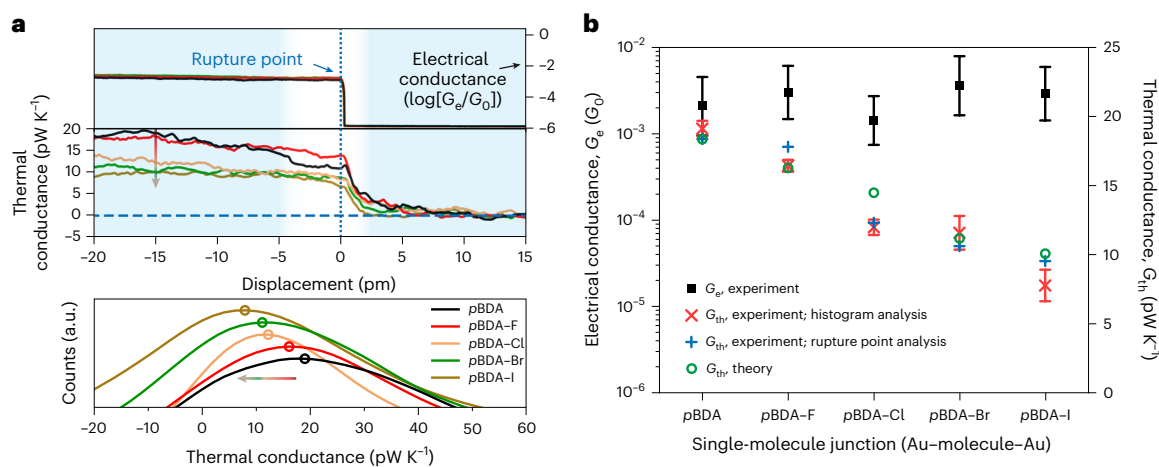 a
Rupture point
Electrical
conductance
(log[Ge/G0])
0
−2
−4
−6
Thermal
conductance (pW K−1)
20
15
10
5
0
−5
−20
−15
−10
−5
0
5
10
15
Displacement (pm)
Counts (a.u.)
pBDA
pBDA–F
pBDA–Cl
pBDA–Br
pBDA–I
−20
−10
0
10
20
30
40
50
60
Thermal conductance (pW K−1)
b
Electrical conductance, Ge (G0)
10−2
10−3
10−4
10−5
10−6
Ge, experiment
Gth, experiment; histogram analysis
Gth, experiment; rupture point analysis
Gth, theory
25
20
15
10
5
0
Thermal conductance, Gth (pW K−1)
pBDA
pBDA–F
pBDA–Cl
pBDA–Br
pBDA–I
Single-molecule junction (Au–molecule–Au)